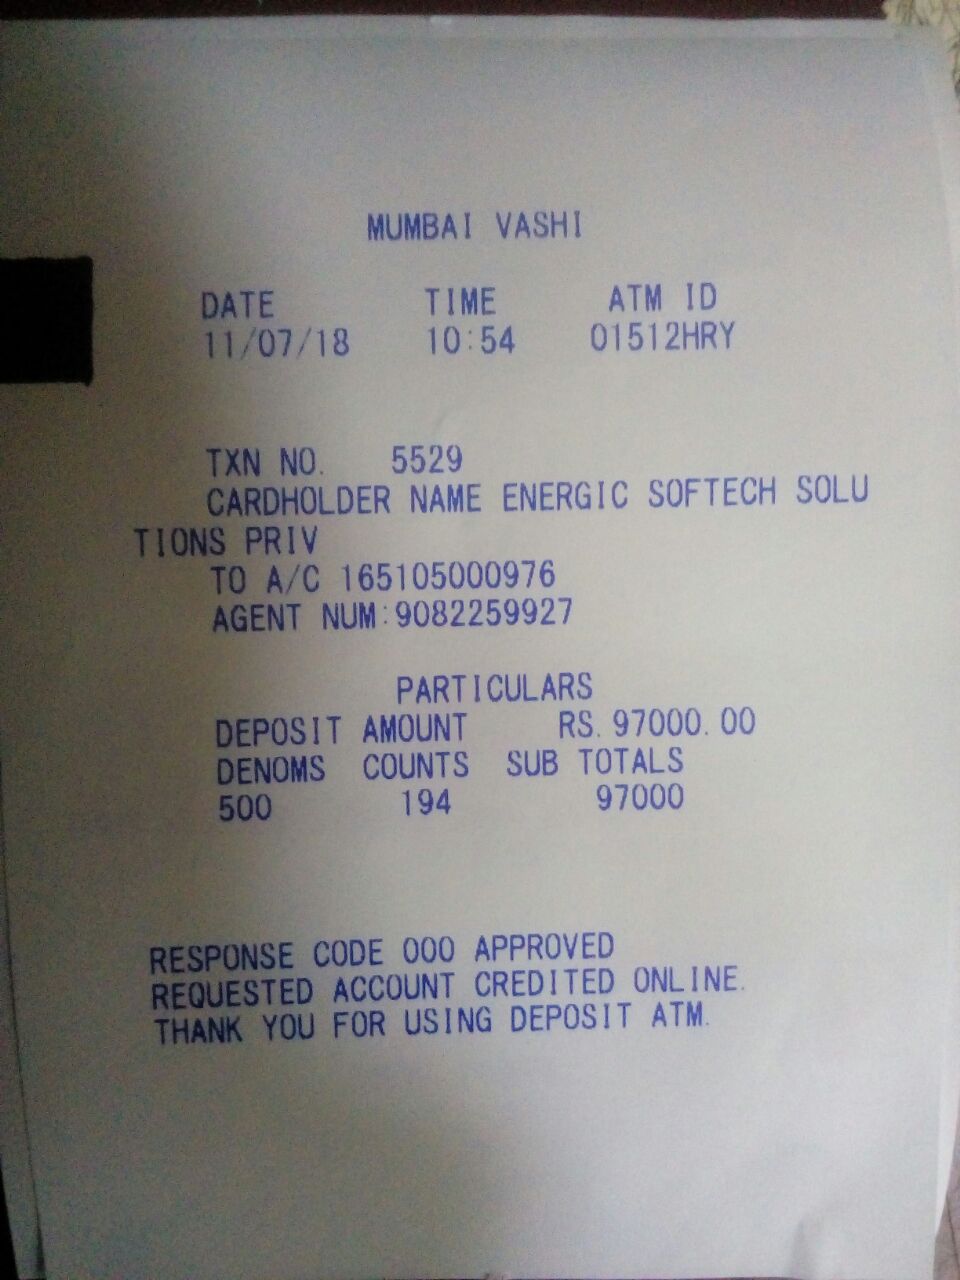 MUMBAI VASHI
DATE TIME ATM ID
11/07/18 10:54 01512HRY
TXN NO. 5529
CARDHOLDER NAME ENERGIC SOFTECH SOLU
TIONS PRIV
TO A/C 165105000976
AGENT NUM:9082259927
PARTICULARS
DEPOSIT AMOUNT RS. 97000.00
DENOMS COUNTS SUB TOTALS
500 194 97000
RESPONSE CODE 000 APPROVED
REQUESTED ACCOUNT CREDITED ONLINE.
THANK YOU FOR USING DEPOSIT ATM.